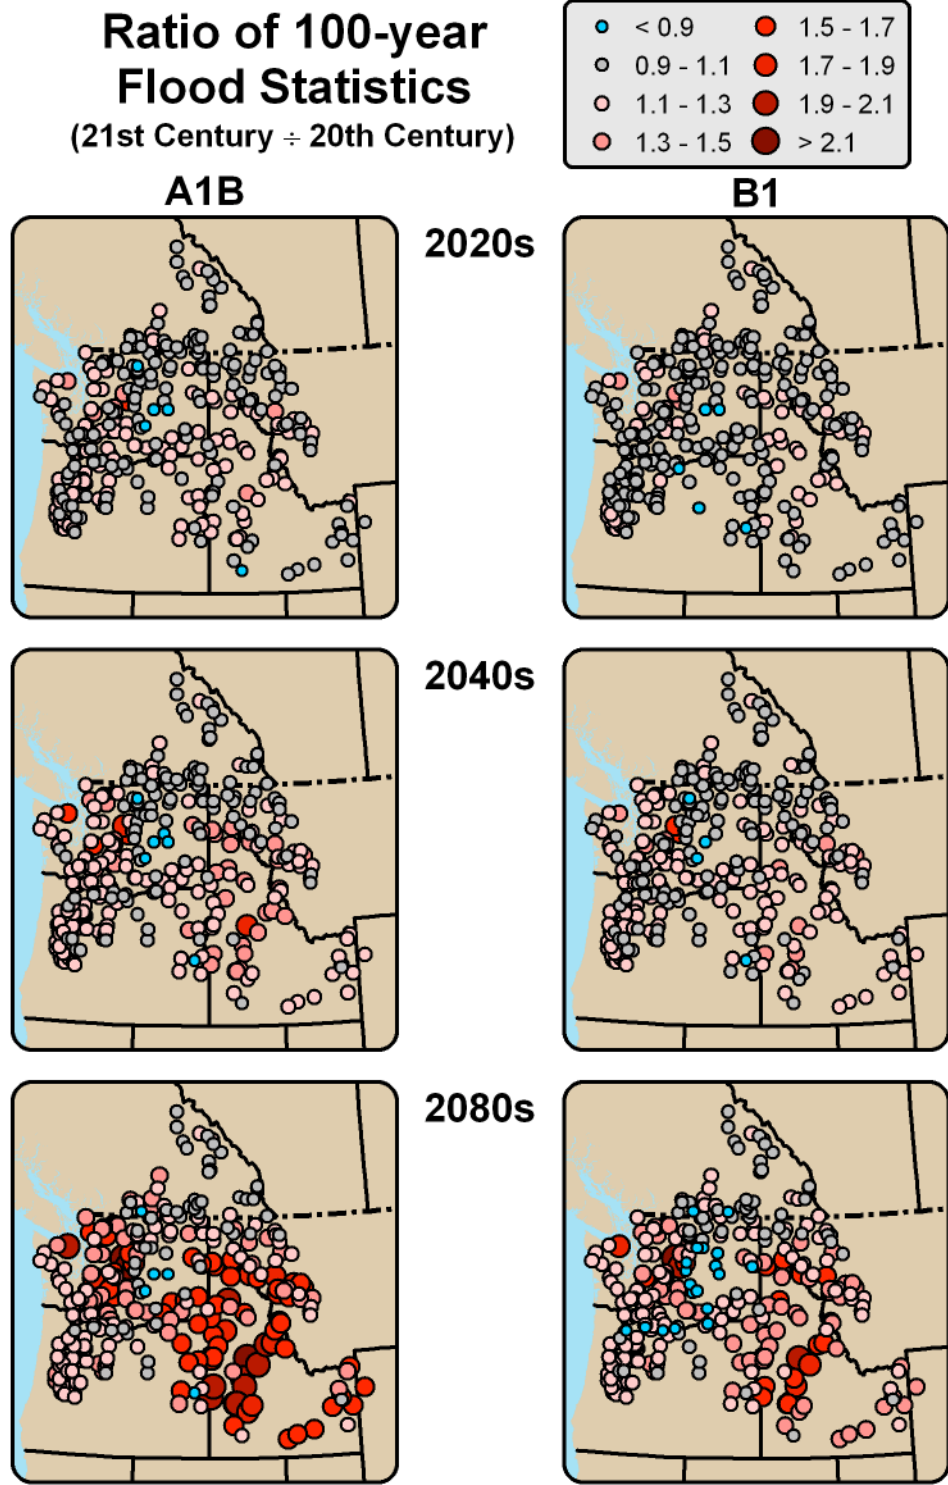 Ratio of 100-year
Flood Statistics
(21st Century ÷ 20th Century)
< 0.9
0.9 - 1.1
1.1 - 1.3
1.3 - 1.5
1.5 - 1.7
1.7 - 1.9
1.9 - 2.1
> 2.1
A1B
B1
2020s
2040s
2080s